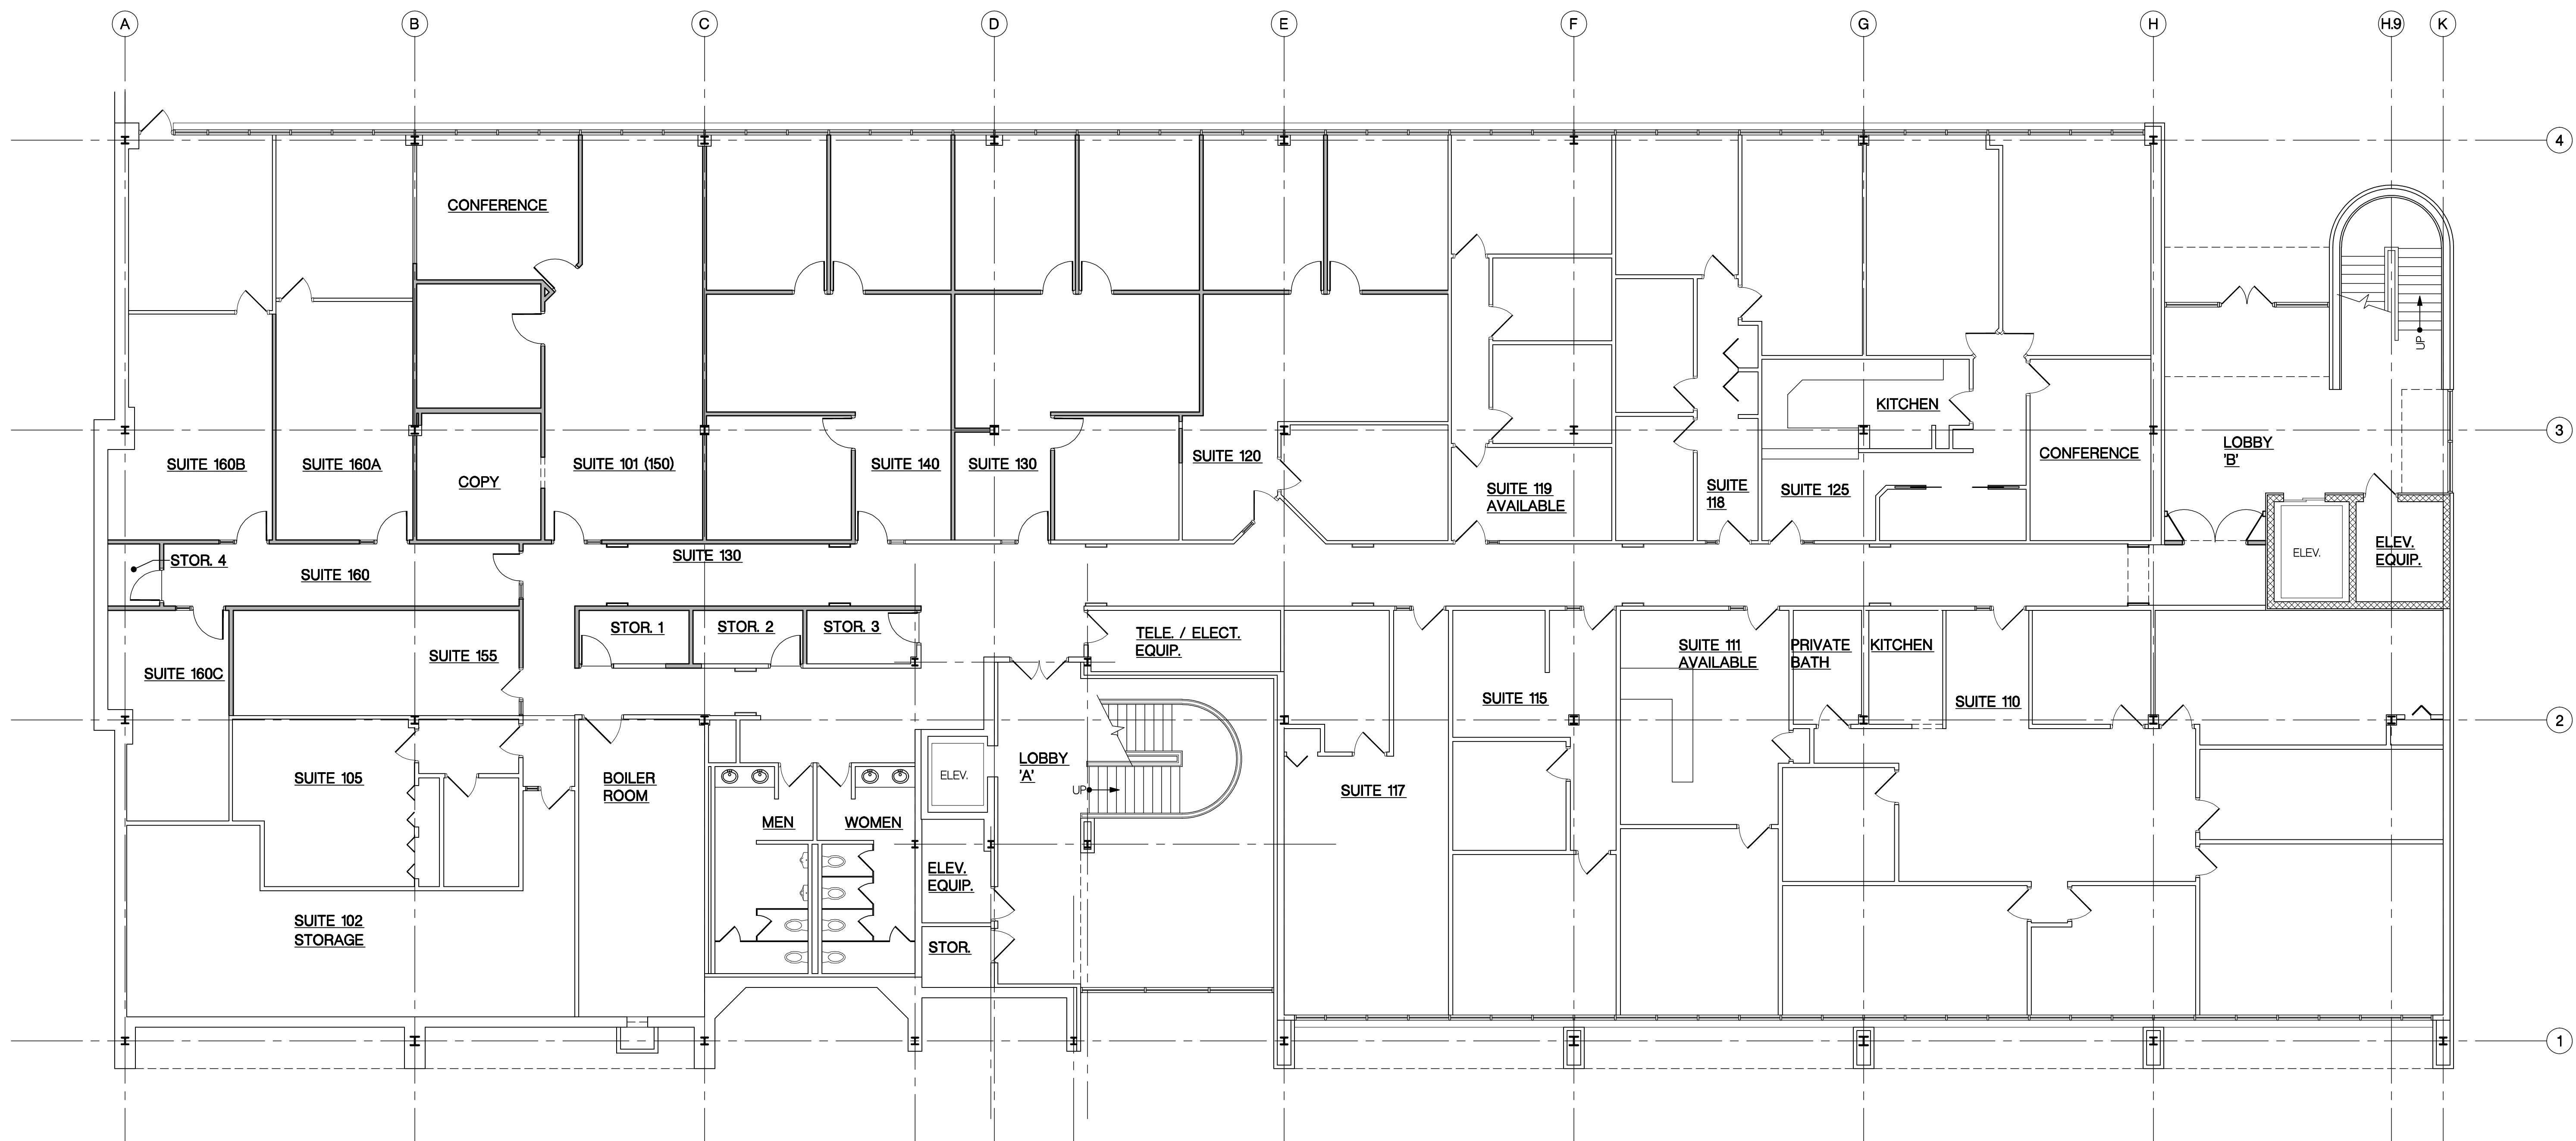 A
B
C
D
E
F
G
H
H.9
K
4
CONFERENCE
UP
KITCHEN
3
SUITE 160B
SUITE 160A
COPY
SUITE 101 (150)
SUITE 140
SUITE 130
SUITE 120
SUITE 119
AVAILABLE
SUITE
118
SUITE 125
CONFERENCE
LOBBY
'B'
ELEV.
ELEV.
EQUIP.
STOR. 4
SUITE 160
SUITE 130
STOR. 1
STOR. 2
STOR. 3
TELE. / ELECT.
EQUIP.
SUITE 111
AVAILABLE
PRIVATE
BATH
KITCHEN
SUITE 160C
SUITE 155
SUITE 115
SUITE 110
2
SUITE 105
BOILER
ROOM
ELEV.
LOBBY
'A'
UP
SUITE 117
MEN
WOMEN
ELEV.
EQUIP.
SUITE 102
STORAGE
STOR.
1